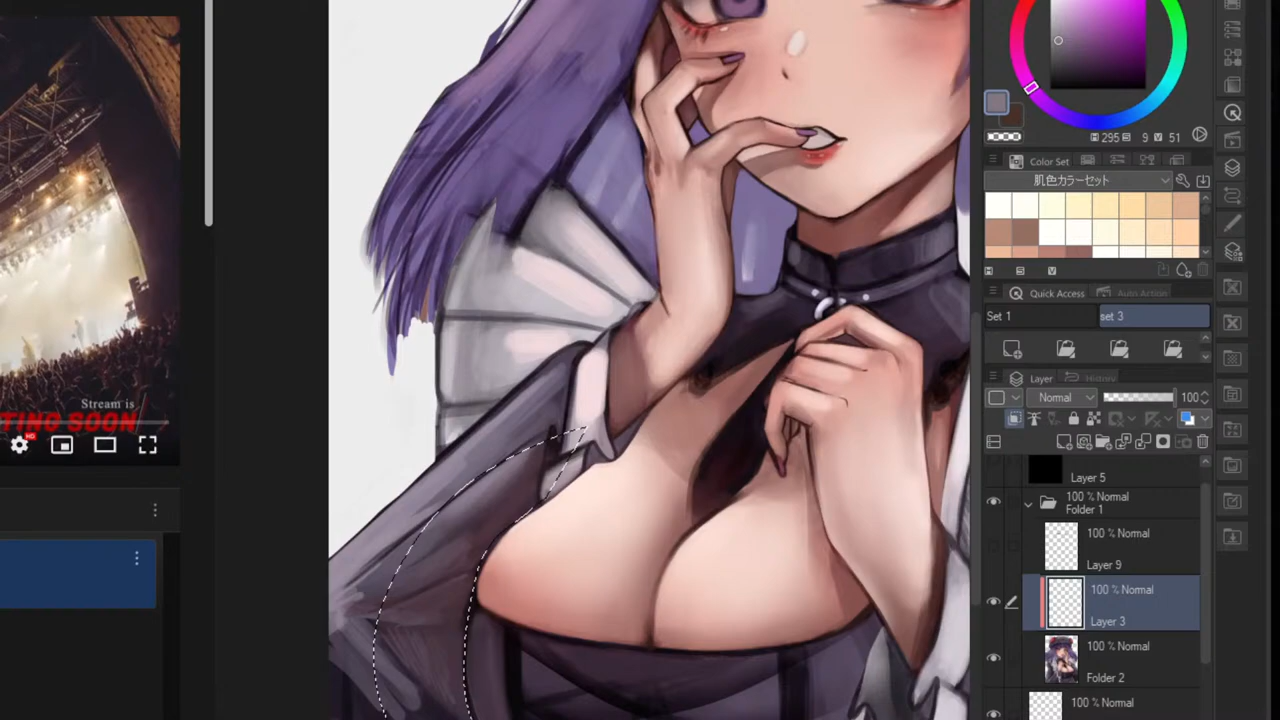 Stream is
TING SOON
HD
H 295 S 9 V 51
Color Set
肌色カラーセット
H S V
Quick Access
Auto Action
Set 1
set 3
Layer
History
Normal
100
Layer 5
100 % Normal
Folder 1
100 % Normal
Layer 9
100 % Normal
Layer 3
100 % Normal
Folder 2
100 % Normal